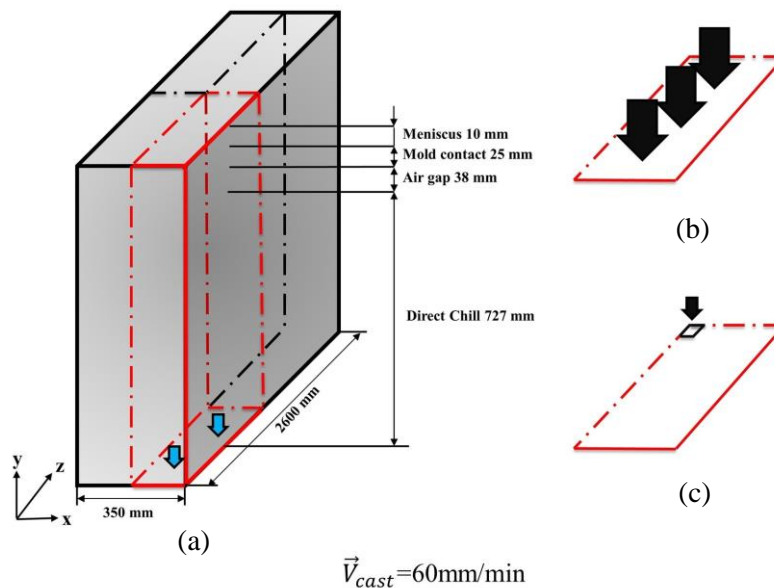 Meniscus 10 mm
Mold contact 25 mm
Air gap 38 mm
Direct Chill 727 mm
2600 mm
y
z
x
350 mm
(a)
(b)
(c)
V⃗cast=60mm/min